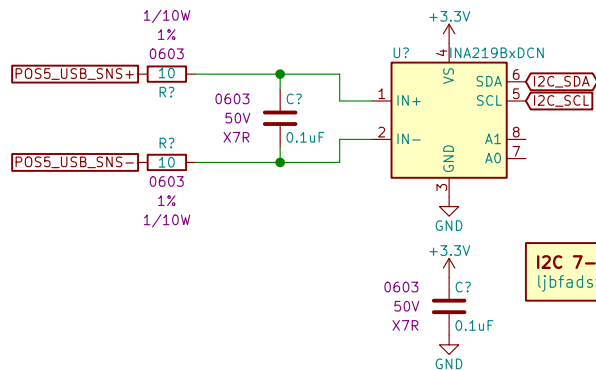 1/10W
1%
0603
POS5_USB_SNS+
10
R?
0603
50V
X7R
C?
0.1uF
R?
POS5_USB_SNS-
10
0603
1%
1/10W
+3.3V
U?
INA219BxDCN
4
VS
1
IN+
2
IN-
SDA
6
I2C_SDA
SCL
5
I2C_SCL
A1
8
A0
7
GND
3
GND
+3.3V
0603
50V
X7R
C?
0.1uF
GND
I2C 7-
ljbfads